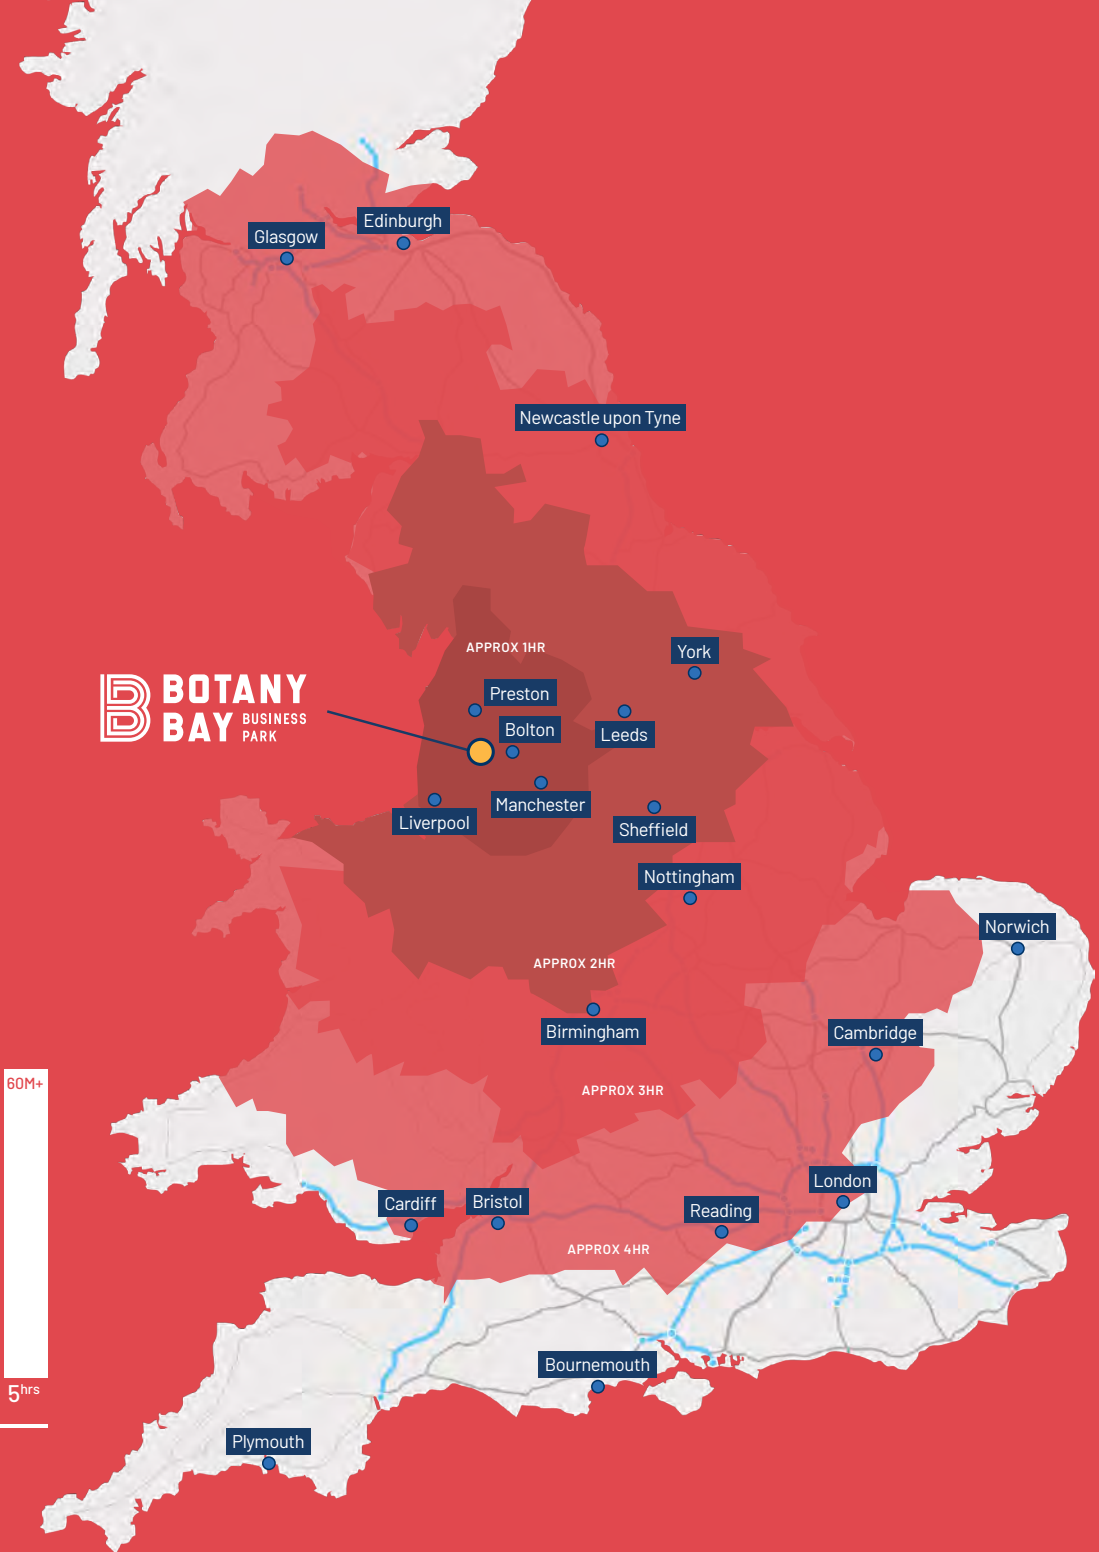 Edinburgh
Glasgow
Newcastle upon Tyne
APPROX 1HR
York
BOTANY
BAY BUSINESS
PARK
Preston
Bolton
Leeds
Manchester
Liverpool
Sheffield
Nottingham
Norwich
APPROX 2HR
Birmingham
Cambridge
60M+
APPROX 3HR
London
Cardiff
Bristol
Reading
APPROX 4HR
Bournemouth
5hrs
Plymouth